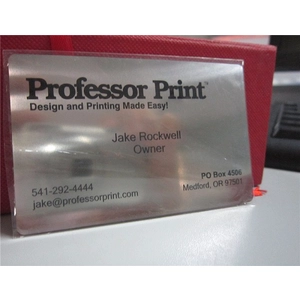 Professor Print™
Design and Printing Made Easy!
Jake Rockwell
Owner
541-292-4444
jake@professorprint.com
PO Box 4506
Medford, OR 97501